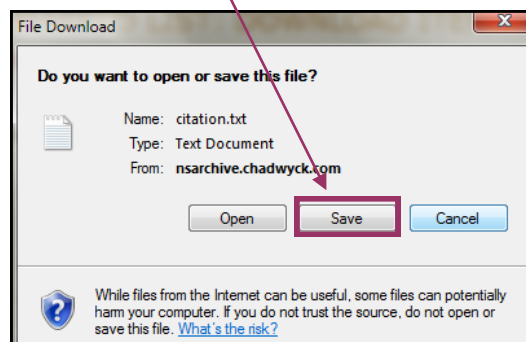 File Download
Do you want to open or save this file?
Name: citation.txt
Type: Text Document
From: nsarchive.chadwyck.com
Open Save Cancel
While files from the Internet can be useful, some files can potentially
harm your computer. If you do not trust the source, do not open or
save this file. What's the risk?